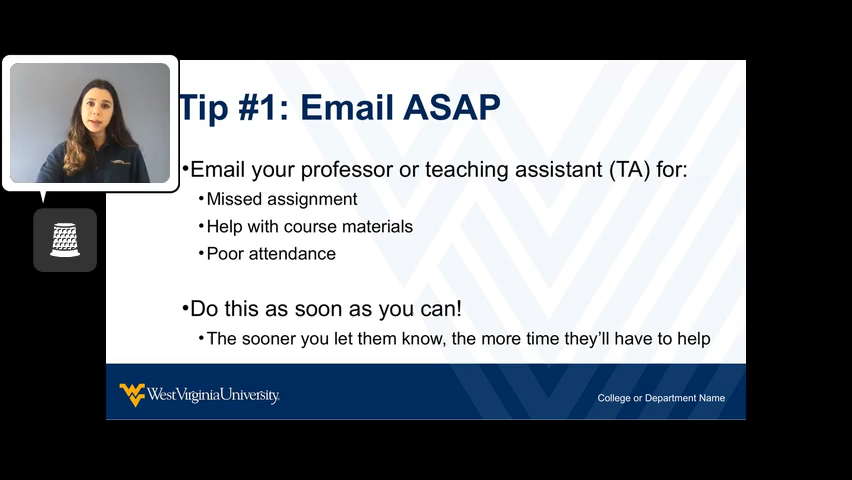 Tip #1: Email ASAP
•Email your professor or teaching assistant (TA) for:
•Missed assignment
•Help with course materials
•Poor attendance
•Do this as soon as you can!
•The sooner you let them know, the more time they’ll have to help
WestVirginiaUniversity.
College or Department Name